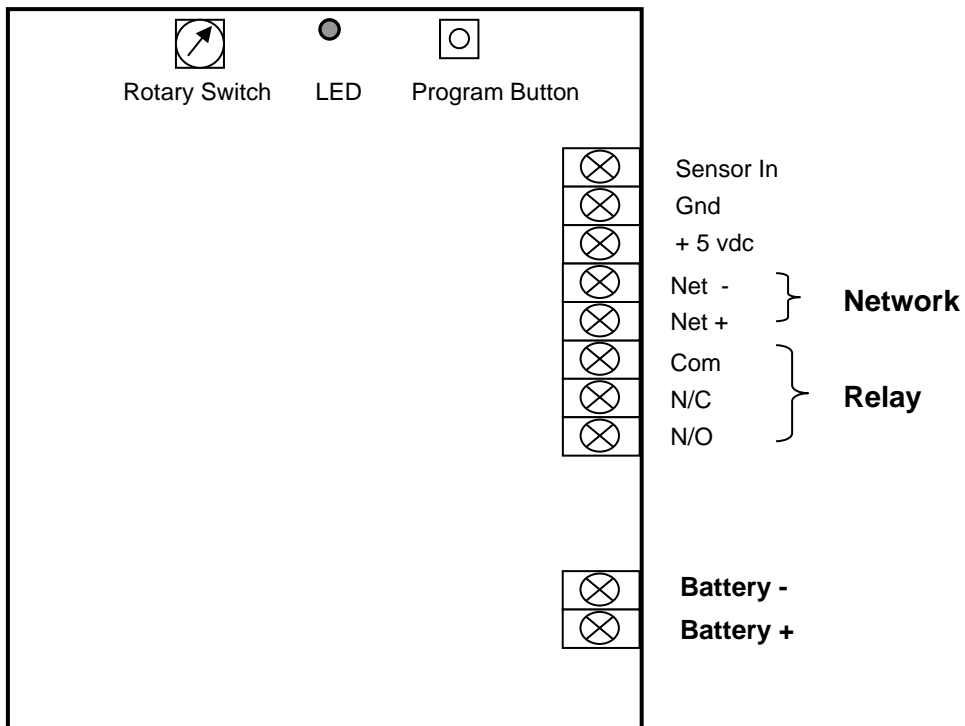 Rotary Switch LED Program Button
Sensor In
Gnd
+ 5 vdc
Net -
Net +
Network
Com
N/C
N/O
Relay
Battery -
Battery +